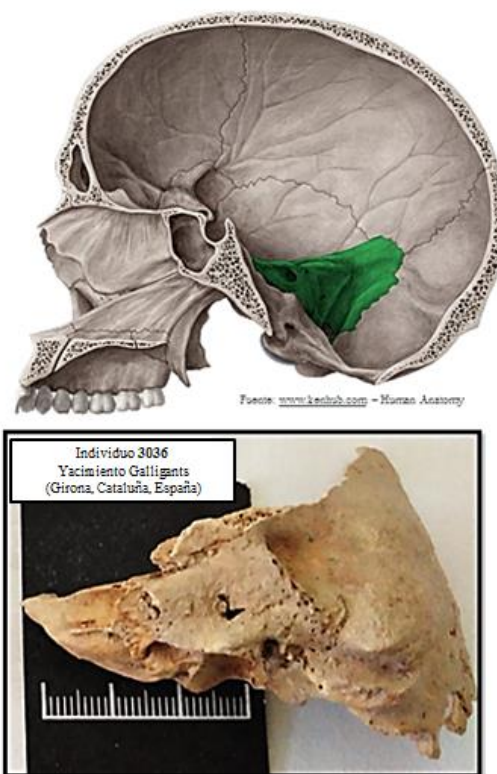 Fuente: www.kenhub.com – Human Anatomy
Individuo 3036
Yacimiento Galligants
(Girona, Cataluña, España)